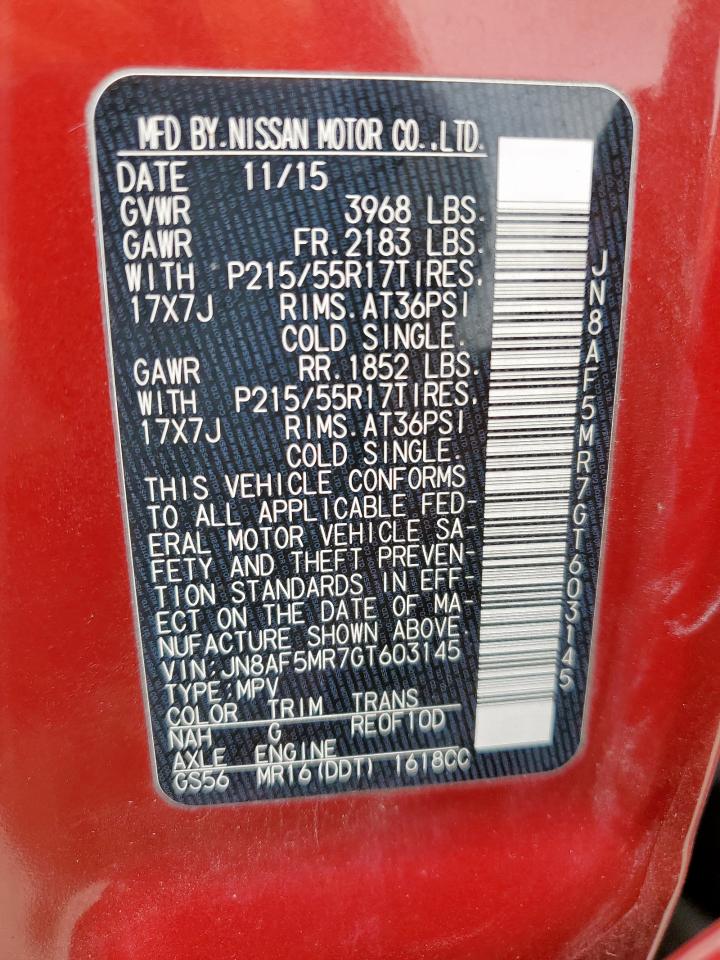 MFD BY.NISSAN MOTOR CO.,LTD.
DATE 11/15
GVWR 3968 LBS.
GAWR FR.2183 LBS.
WITH P215/55R17TIRES.
17X7J RIMS.AT36PSI
COLD SINGLE.
GAWR RR.1852 LBS.
WITH P215/55R17TIRES.
17X7J RIMS.AT36PSI
COLD SINGLE.
THIS VEHICLE CONFORMS
TO ALL APPLICABLE FED-
ERAL MOTOR VEHICLE SA-
FETY AND THEFT PREVEN-
TION STANDARDS IN EFF-
ECT ON THE DATE OF MA-
NUFACTURE SHOWN ABOVE.
VIN:JN8AF5MR7GT603145
TYPE:MPV
COLOR TRIM TRANS
NAH G REOF10D
AXLE ENGINE
GS56 MR16(DDT) 1618CC
JN8AF5MR7GT603145